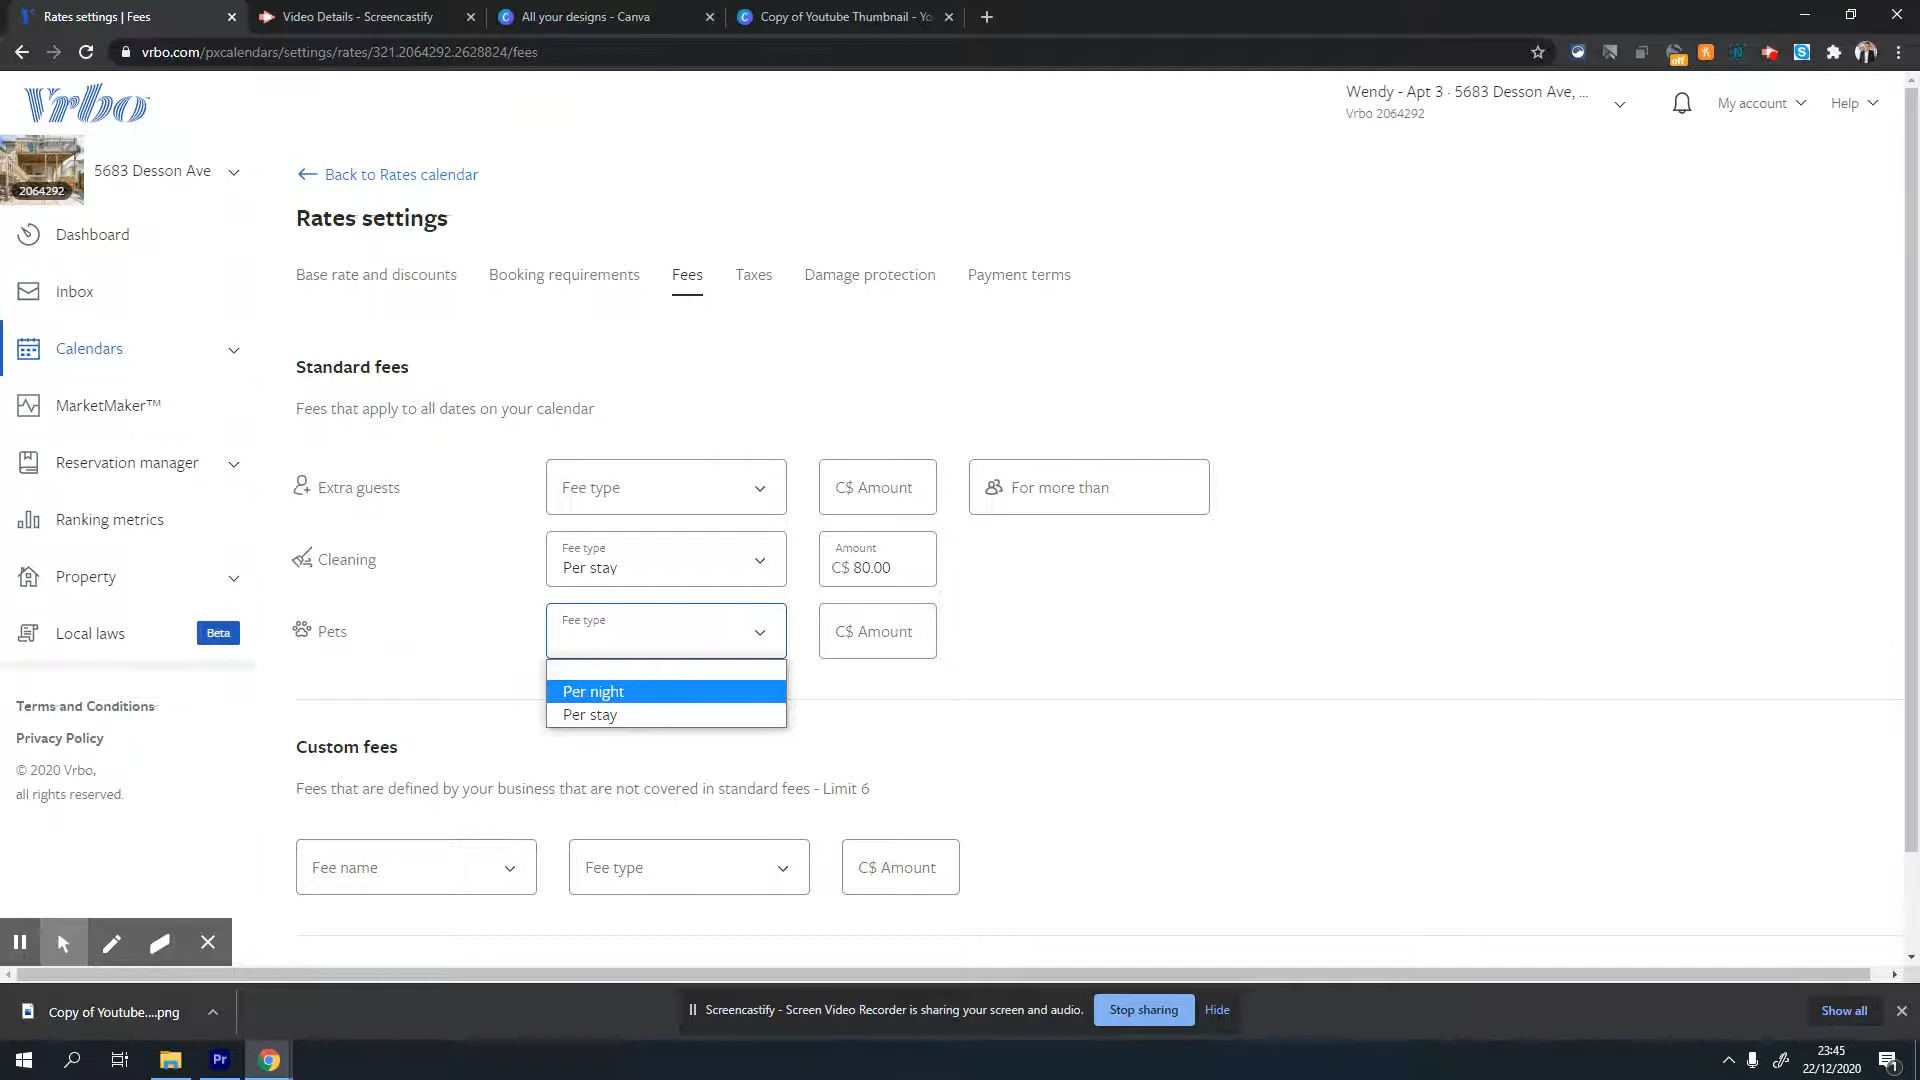 Rates settings | Fees
Video Details - Screencastify
All your designs - Canva
Copy of Youtube Thumbnail - Yo
vrbo.com/pxcalendars/settings/rates/321.2064292.2628824/fees
off
Vrbo
Wendy - Apt 3 · 5683 Desson Ave, ...
Vrbo 2064292
My account
Help
5683 Desson Ave
2064292
Dashboard
Inbox
Calendars
MarketMaker™
Reservation manager
Ranking metrics
Property
Local laws
Beta
Terms and Conditions
Privacy Policy
© 2020 Vrbo,
all rights reserved.
Back to Rates calendar
Rates settings
Base rate and discounts
Booking requirements
Fees
Taxes
Damage protection
Payment terms
Standard fees
Fees that apply to all dates on your calendar
Extra guests
Fee type
C$ Amount
For more than
Cleaning
Fee type
Per stay
Amount
C$ 80.00
Pets
Fee type
C$ Amount
Per night
Per stay
Custom fees
Fees that are defined by your business that are not covered in standard fees - Limit 6
Fee name
Fee type
C$ Amount
Copy of Youtube....png
Screencastify - Screen Video Recorder is sharing your screen and audio.
Stop sharing
Hide
Show all
Pr
23:45
22/12/2020
1